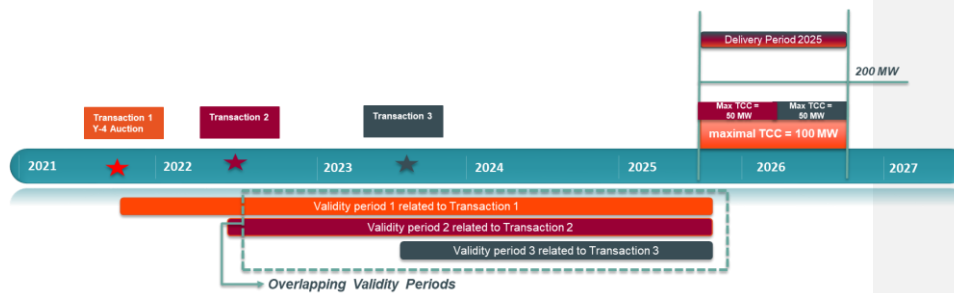 Delivery Period 2025
200 MW
Transaction 1
Y-4 Auction
Transaction 2
Transaction 3
Max TCC =
50 MW
Max TCC =
50 MW
maximal TCC = 100 MW
2021
2022
2023
2024
2025
2026
2027
Validity period 1 related to Transaction 1
Validity period 2 related to Transaction 2
Validity period 3 related to Transaction 3
Overlapping Validity Periods